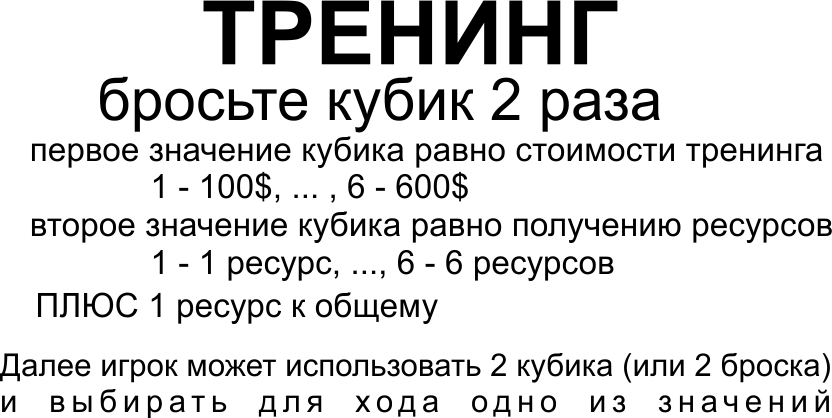 ТРЕНИНГ
бросьте кубик 2 раза
первое значение кубика равно стоимости тренинга
1 - 100$, ... , 6 - 600$
второе значение кубика равно получению ресурсов
1 - 1 ресурс, ..., 6 - 6 ресурсов
ПЛЮС 1 ресурс к общему
Далее игрок может использовать 2 кубика (или 2 броска)
и выбирать для хода одно из значений